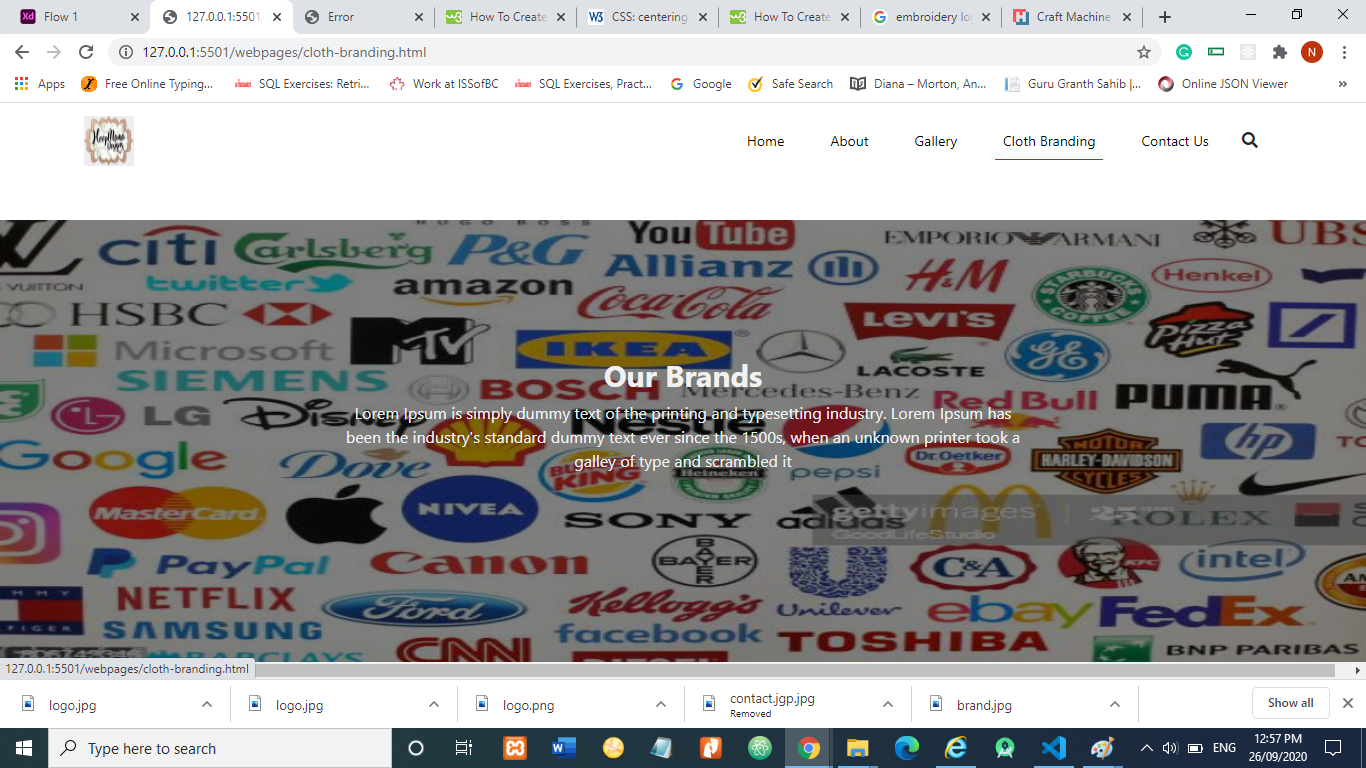 Flow 1
127.0.0.1:5501/
Error
How To Create
CSS: centering
How To Create
embroidery lo
Craft Machine
127.0.0.1:5501/webpages/cloth-branding.html
N
Apps
Free Online Typing...
SQL Exercises: Retri...
Work at ISSofBC
SQL Exercises, Pract...
Google
Safe Search
Diana – Morton, An...
Guru Granth Sahib |...
Online JSON Viewer
»
HoopMama
Designs
Home
About
Gallery
Cloth Branding
Contact Us
HUGO BOSS
YouTube
citi
Carlsberg
P&G
EMPORIO ARMANI
UBS
Allianz
VUITTON
twitter
amazon
H&M
STARBUCKS
COFFEE
Henkel
HSBC
Coca-Cola
LEVI'S
Pizza
Hut
Microsoft
MTV
IKEA
LACOSTE
GE
SIEMENS
BOSCH
Mercedes-Benz
Red Bull
PUMA
Our Brands
LG
Disney
Nestle
Lorem Ipsum is simply dummy text of the printing and typesetting industry. Lorem Ipsum has
been the industry's standard dummy text ever since the 1500s, when an unknown printer took a
galley of type and scrambled it
Google
Dove
BURGER
KING
Heineken
pepsi
Dr.Oetker
HARLEY-DAVIDSON
MOTOR
CYCLES
hp
MasterCard
NIVEA
SONY
adidas
gettyimages
GoodLifeStudio
ROLEX
PayPal
Canon
BAYER
BAYER
Unilever
C&A
KFC
intel
NETFLIX
Ford
Kellogg's
ebay
FedEx
SAMSUNG
facebook
TOSHIBA
BARCLAYS
CNN
DIESEL
BNP PARIBAS
127.0.0.1:5501/webpages/cloth-branding.html
logo.jpg
logo.jpg
logo.png
contact.jgp.jpg
Removed
brand.jpg
Show all
Type here to search
ENG
12:57 PM
26/09/2020